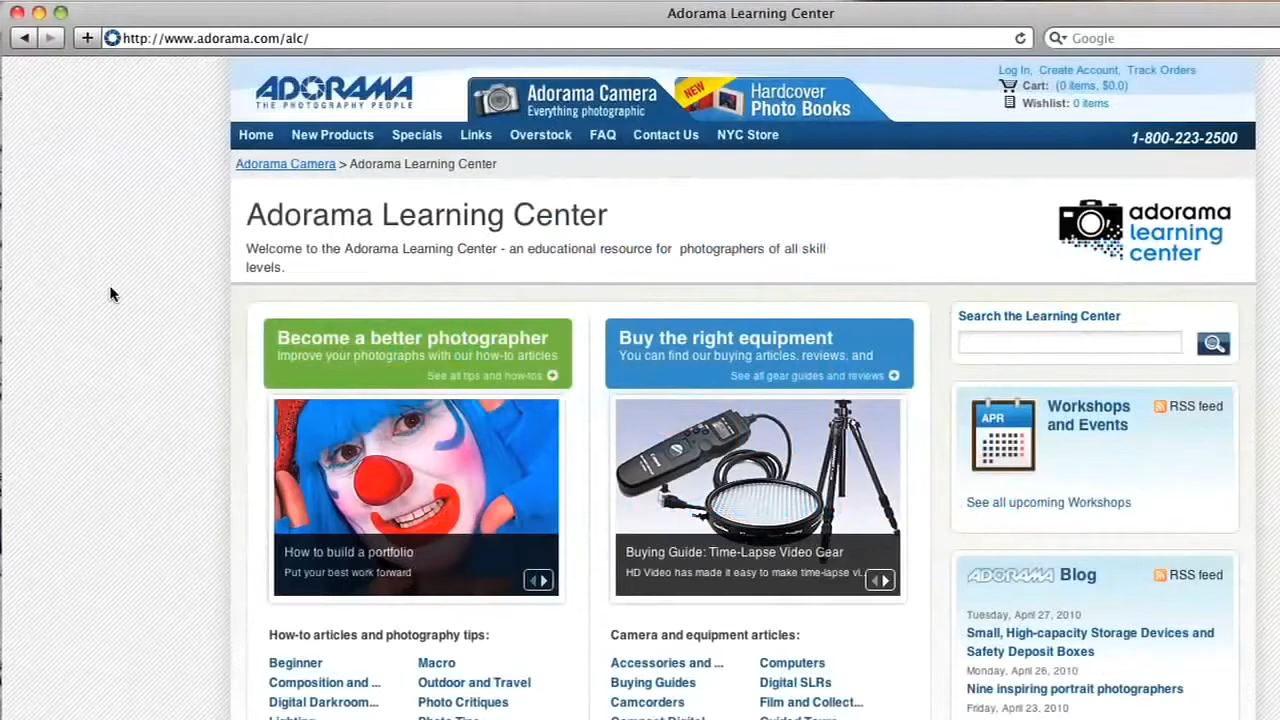 Adorama Learning Center
http://www.adorama.com/alc/
Google
ADORAMA
THE PHOTOGRAPHY PEOPLE
Adorama Camera
Everything photographic
NEW
Hardcover
Photo Books
Log In, Create Account, Track Orders
Cart: (0 items, $0.0)
Wishlist: 0 items
Home New Products Specials Links Overstock FAQ Contact Us NYC Store
1-800-223-2500
Adorama Camera > Adorama Learning Center
Adorama Learning Center
Welcome to the Adorama Learning Center - an educational resource for photographers of all skill
levels.
adorama
learning
center
Become a better photographer
Improve your photographs with our how-to articles
See all tips and how-tos
Buy the right equipment
You can find our buying articles, reviews, and
See all gear guides and reviews
How to build a portfolio
Put your best work forward
Buying Guide: Time-Lapse Video Gear
HD Video has made it easy to make time-lapse vi...
How-to articles and photography tips:
Beginner Macro
Composition and ... Outdoor and Travel
Digital Darkroom... Photo Critiques
Lighting Photo Tips
Camera and equipment articles:
Accessories and ... Computers
Buying Guides Digital SLRs
Camcorders Film and Collect...
Compact Digital Guided Tours
Search the Learning Center
APR
Workshops
and Events
RSS feed
See all upcoming Workshops
ADORAMA Blog
RSS feed
Tuesday, April 27, 2010
Small, High-capacity Storage Devices and
Safety Deposit Boxes
Monday, April 26, 2010
Nine inspiring portrait photographers
Friday, April 23, 2010